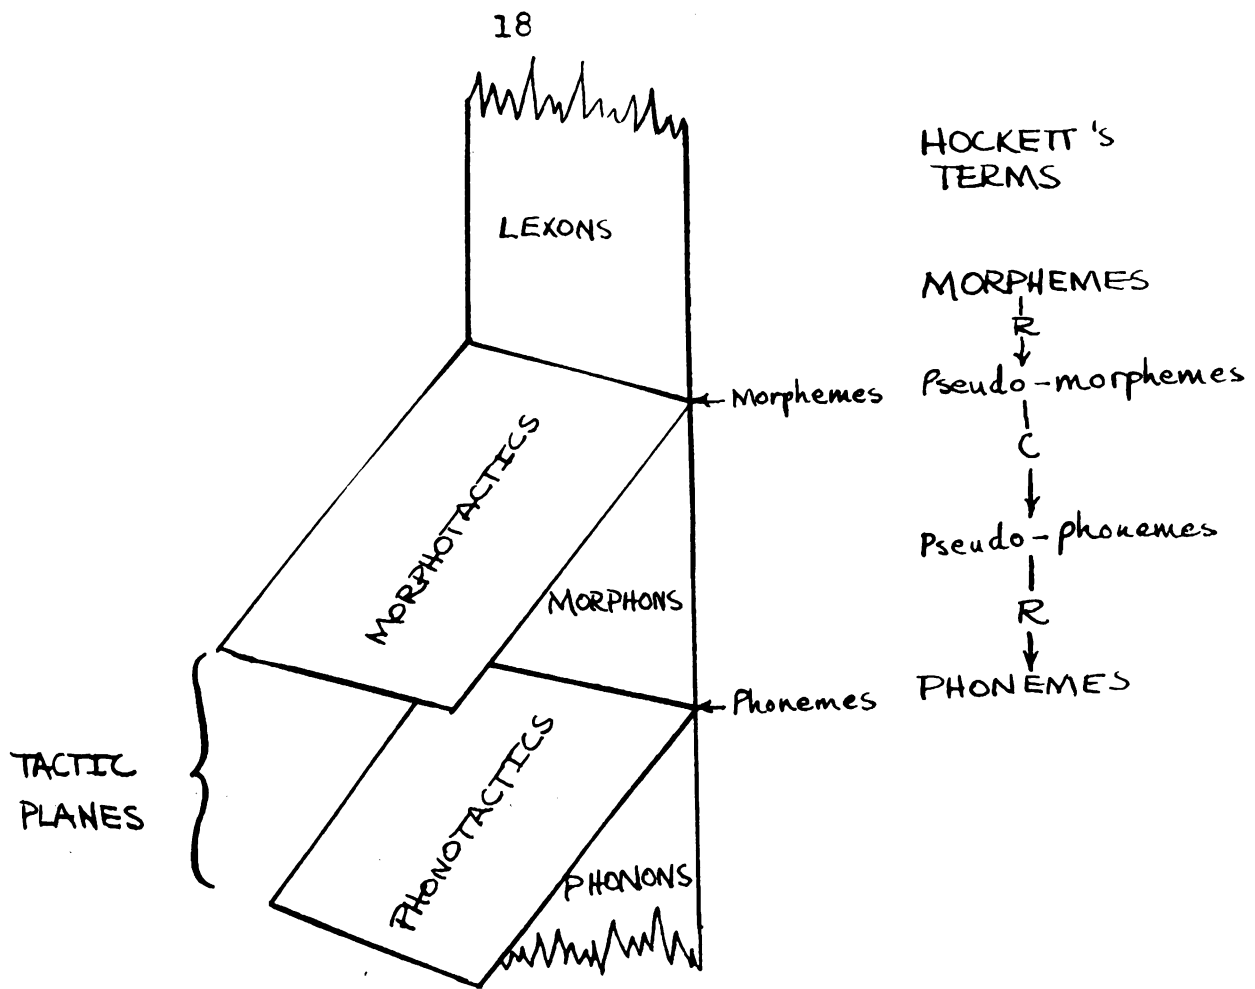 18
LEXONS
MORPHOTACTICS
MORPHONS
PHONOTACTICS
PHONONS
TACTIC
PLANES
← Morphemes
← Phonemes
HOCKETT's
TERMS
MORPHEMES
R
Pseudo-morphemes
C
Pseudo-phonemes
R
PHONEMES